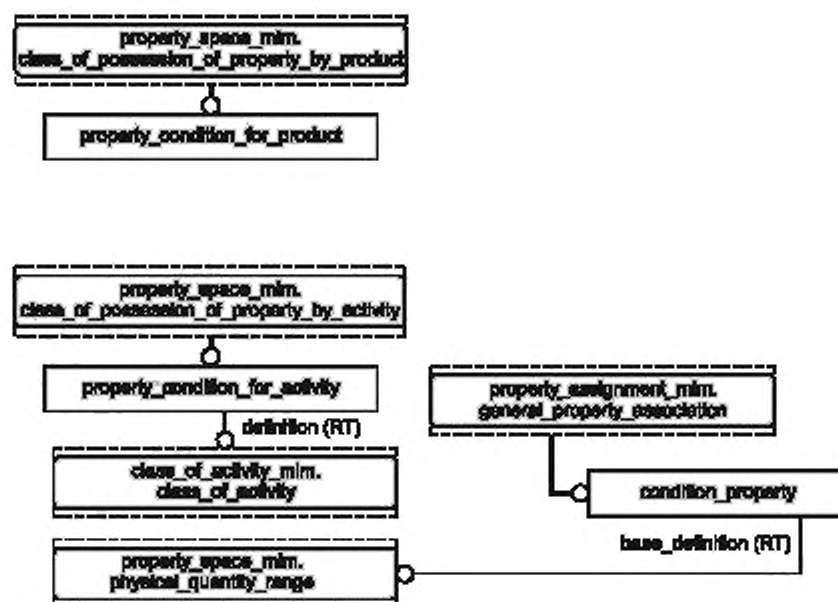 property_space_mim.
class_of_possession_of_property_by_product
property_condition_for_product
property_space_mim.
class_of_possession_of_property_by_activity
property_condition_for_activity
definition (RT)
class_of_activity_mim.
class_of_activity
property_space_mim.
physical_quantity_range
property_assignment_mim.
general_property_association
condition_property
base_definition (RT)